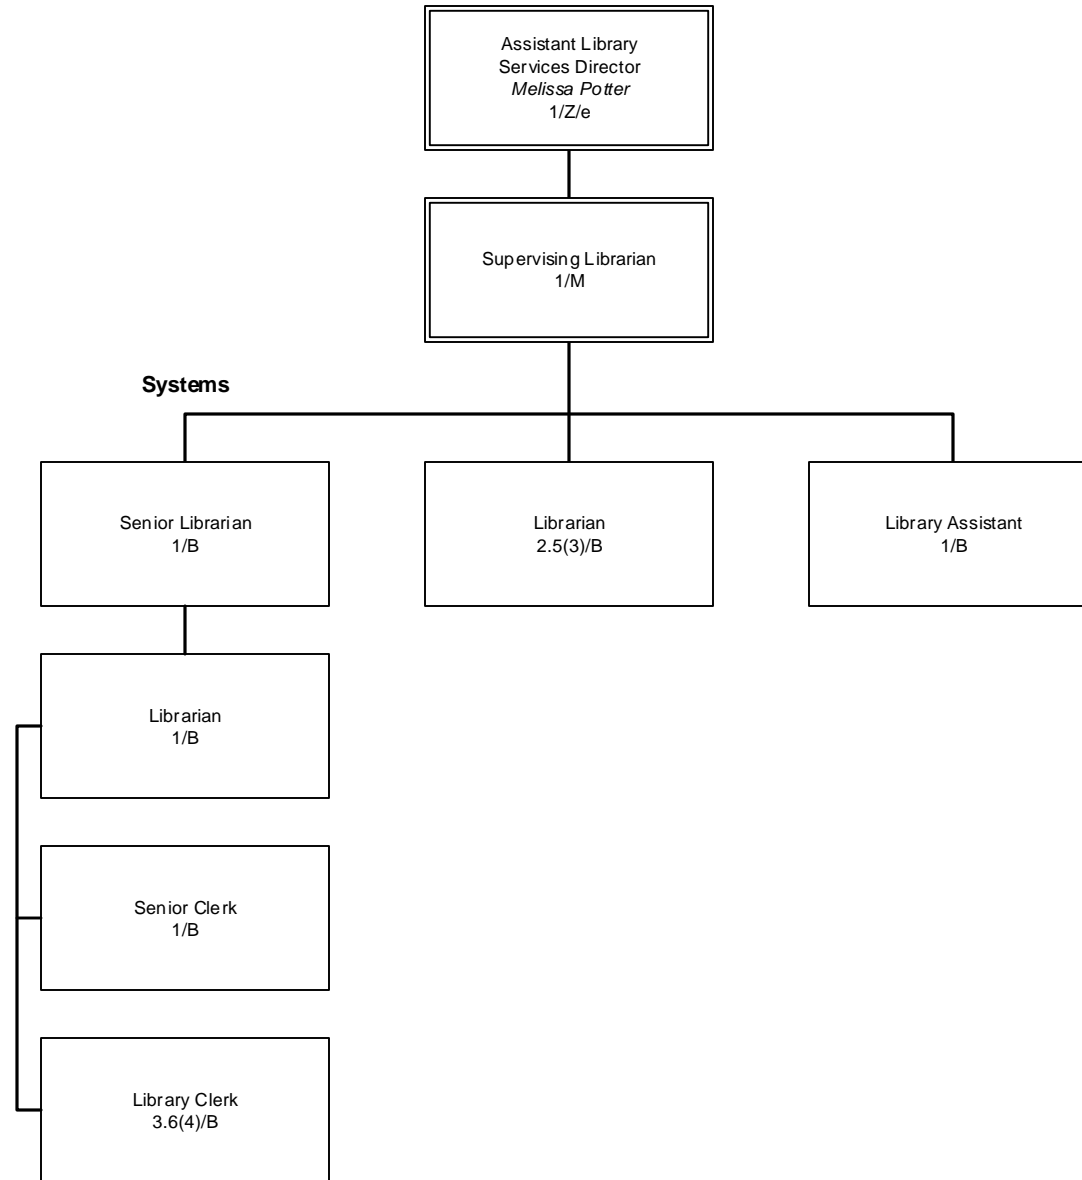 Assistant Library
Services Director
Melissa Potter
1/Z/e
Supervising Librarian
1/M
Systems
Senior Librarian
1/B
Librarian
2.5(3)/B
Library Assistant
1/B
Librarian
1/B
Senior Clerk
1/B
Library Clerk
3.6(4)/B